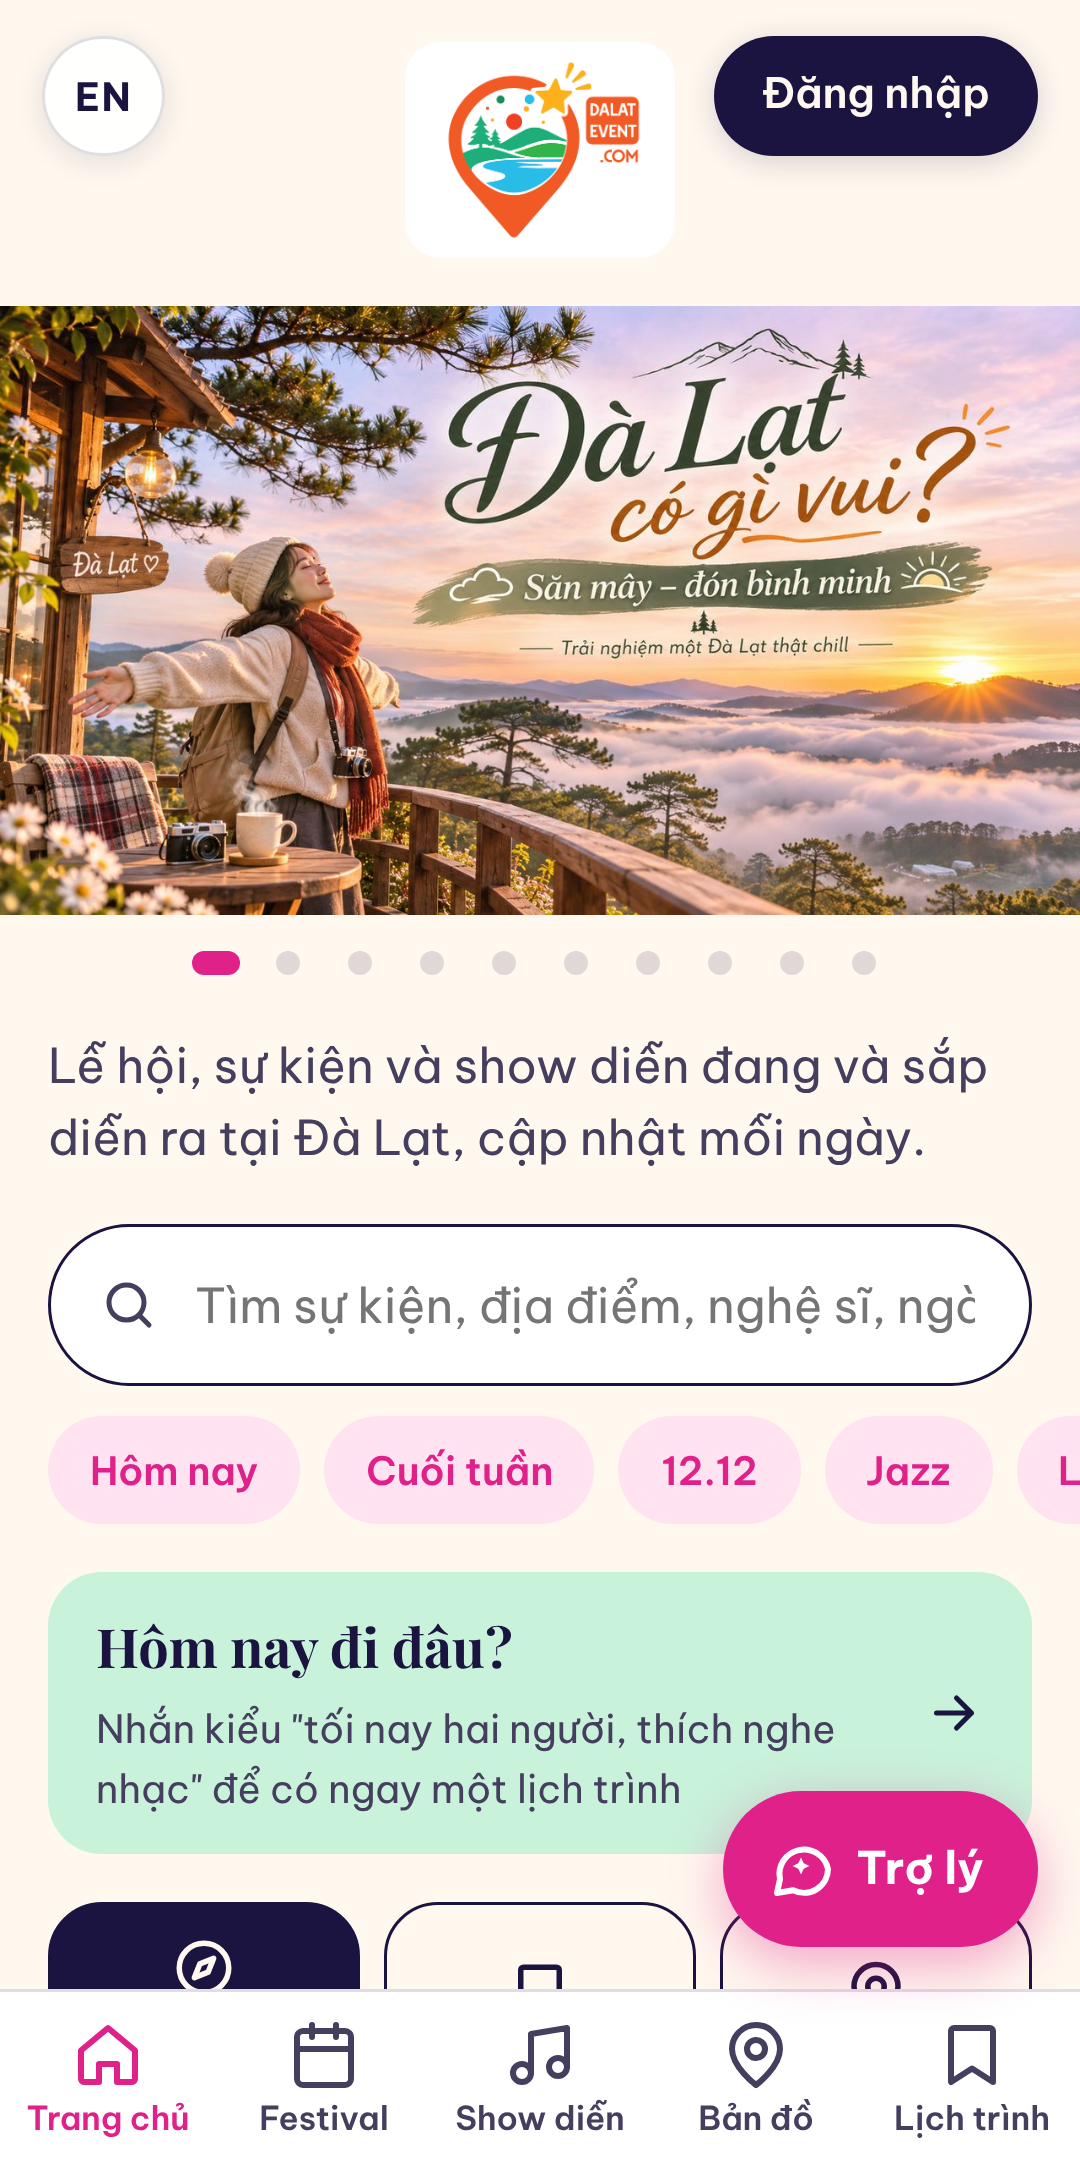 EN
DALAT
EVENT
.COM
Đăng nhập
Đà Lạt
có gì vui?
Săn mây – đón bình minh
Trải nghiệm một Đà Lạt thật chill
Đà Lạt ♡
Lễ hội, sự kiện và show diễn đang và sắp
diễn ra tại Đà Lạt, cập nhật mỗi ngày.
Tìm sự kiện, địa điểm, nghệ sĩ, ngà
Hôm nay
Cuối tuần
12.12
Jazz
L
Hôm nay đi đâu?
Nhắn kiểu "tối nay hai người, thích nghe
nhạc" để có ngay một lịch trình
Trợ lý
Trang chủ
Festival
Show diễn
Bản đồ
Lịch trình